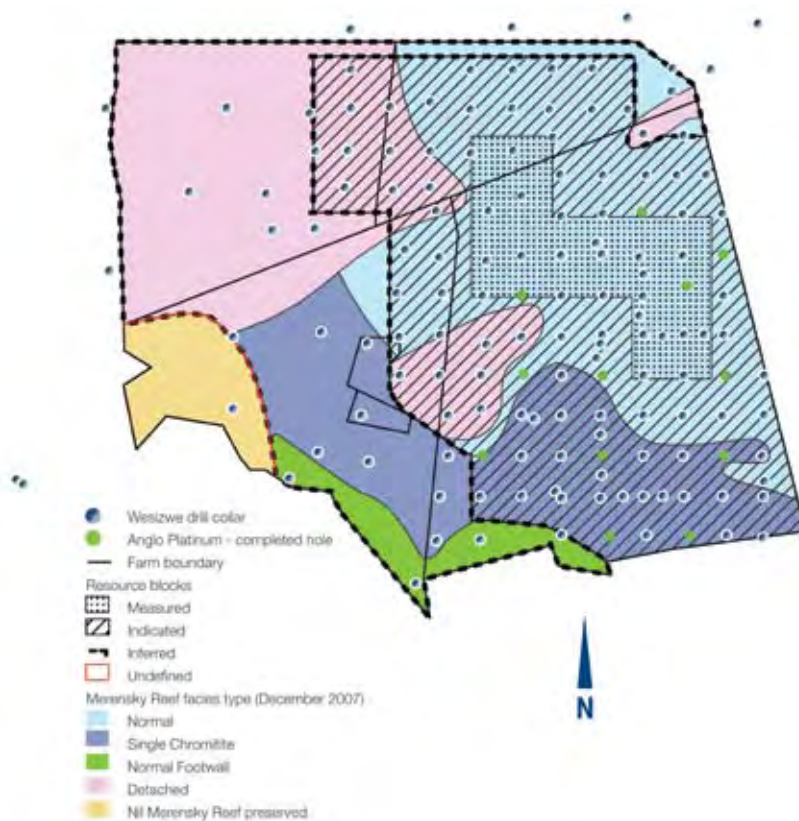 Wesizwe drill collar
Anglo Platinum - completed hole
Farm boundary
Resource blocks
Measured
Indicated
Inferred
Undefined
Merensky Reef facies type (December 2007)
Normal
Single Chromitite
Normal Footwall
Detached
Nil Merensky Reef preserved
N